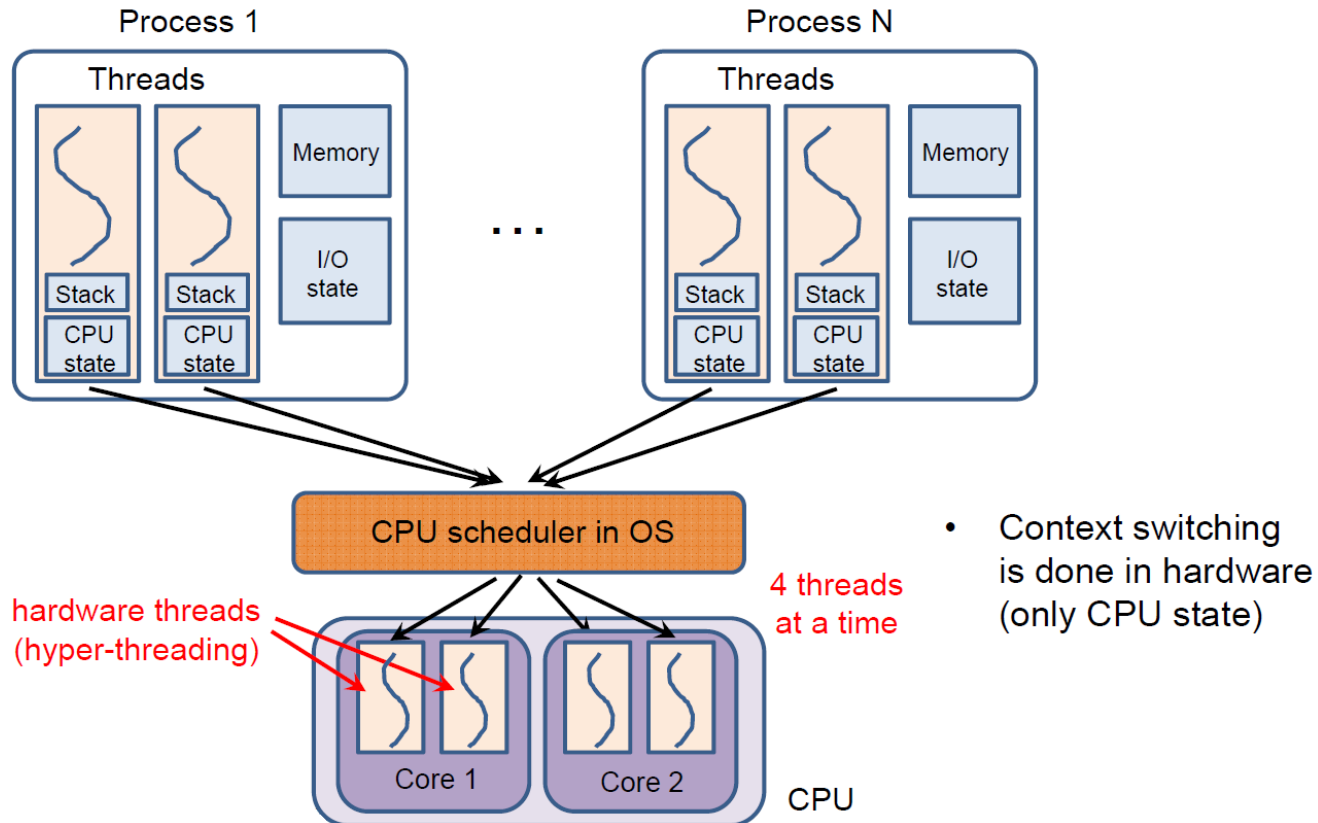 Process 1
Process N
Threads
Threads
Memory
Memory
I/O
state
I/O
state
Stack
Stack
Stack
Stack
CPU
state
CPU
state
CPU
state
CPU
state
...
CPU scheduler in OS
hardware threads
(hyper-threading)
4 threads
at a time
• Context switching
is done in hardware
(only CPU state)
Core 1
Core 2
CPU